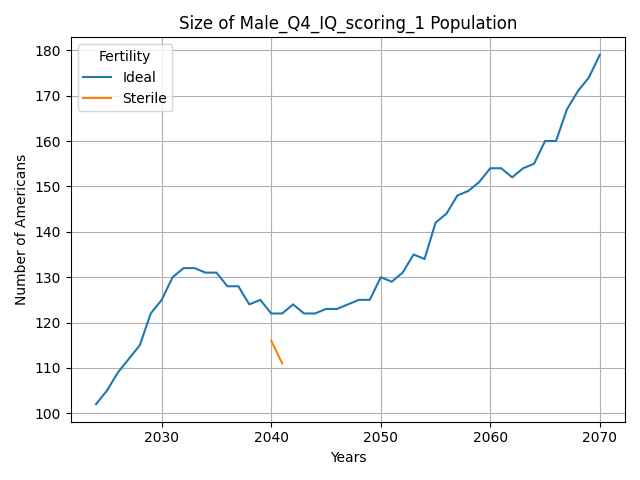 Size of Male_Q4_IQ_scoring_1 Population
Fertility
Ideal
Sterile
Number of Americans
180
170
160
150
140
130
120
110
100
2030
2040
2050
2060
2070
Years